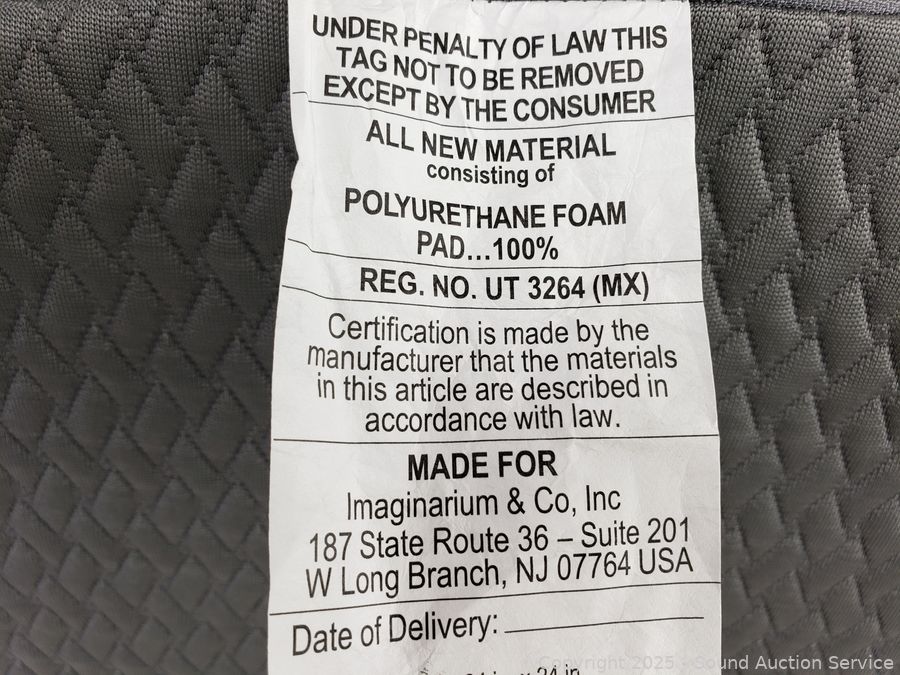 UNDER PENALTY OF LAW THIS
TAG NOT TO BE REMOVED
EXCEPT BY THE CONSUMER
ALL NEW MATERIAL
consisting of
POLYURETHANE FOAM
PAD...100%
REG. NO. UT 3264 (MX)
Certification is made by the
manufacturer that the materials
in this article are described in
accordance with law.
MADE FOR
Imaginarium & Co, Inc
187 State Route 36 – Suite 201
W Long Branch, NJ 07764 USA
Date of Delivery:
24 in
Copyright 2025 - Sound Auction Service